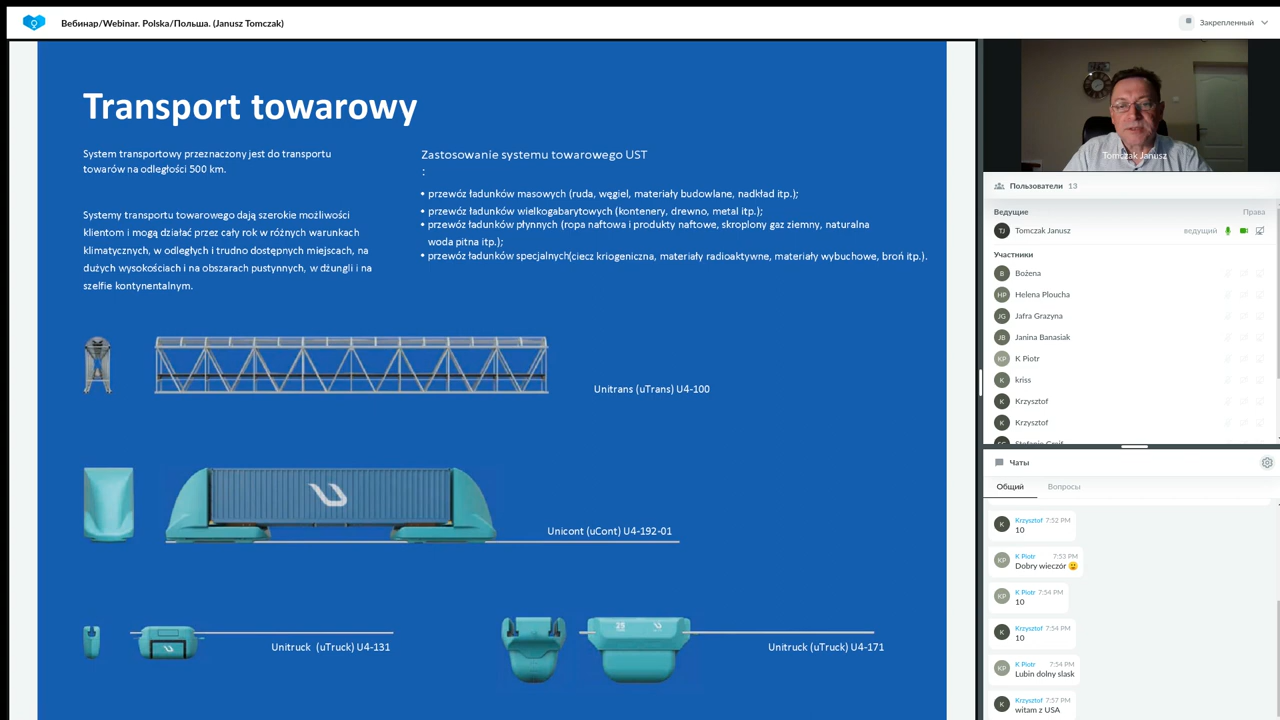 Вебинар/Webinar. Polska/Польша. (Janusz Tomczak)
Закрепленный
Transport towarowy
System transportowy przeznaczony jest do transportu
towarów na odległości 500 km.
Systemy transportu towarowego dają szerokie możliwości
klientom i mogą działać przez cały rok w różnych warunkach
klimatycznych, w odległych i trudno dostępnych miejscach, na
dużych wysokościach i na obszarach pustynnych, w dżungli i na
szelfie kontynentalnym.
Zastosowanie systemu towarowego UST
:
• przewóz ładunków masowych (ruda, węgiel, materiały budowlane, nadkład itp.);
• przewóz ładunków wielkogabarytowych (kontenery, drewno, metal itp.);
• przewóz ładunków płynnych (ropa naftowa i produkty naftowe, skroplony gaz ziemny, naturalna
woda pitna itp.);
• przewóz ładunków specjalnych(ciecz kriogeniczna, materiały radioaktywne, materiały wybuchowe, broń itp.).
Unitrans (uTrans) U4-100
Unicont (uCont) U4-192-01
Unitruck (uTruck) U4-131
Unitruck (uTruck) U4-171
Tomczak Janusz
Пользователи 13
Ведущие Права
TJ Tomczak Janusz ведущий
Участники
B Bożena
HP Helena Ploucha
JG Jafra Grazyna
JB Janina Banasiak
KP K Piotr
K kriss
K Krzysztof
K Krzysztof
Чаты
Общий Вопросы
K Krzysztof 7:52 PM
10
KP K Piotr 7:53 PM
Dobry wieczór 🙂
KP K Piotr 7:54 PM
10
K Krzysztof 7:54 PM
10
KP K Piotr 7:54 PM
Lubin dolny slask
K Krzysztof 7:57 PM
witam z USA